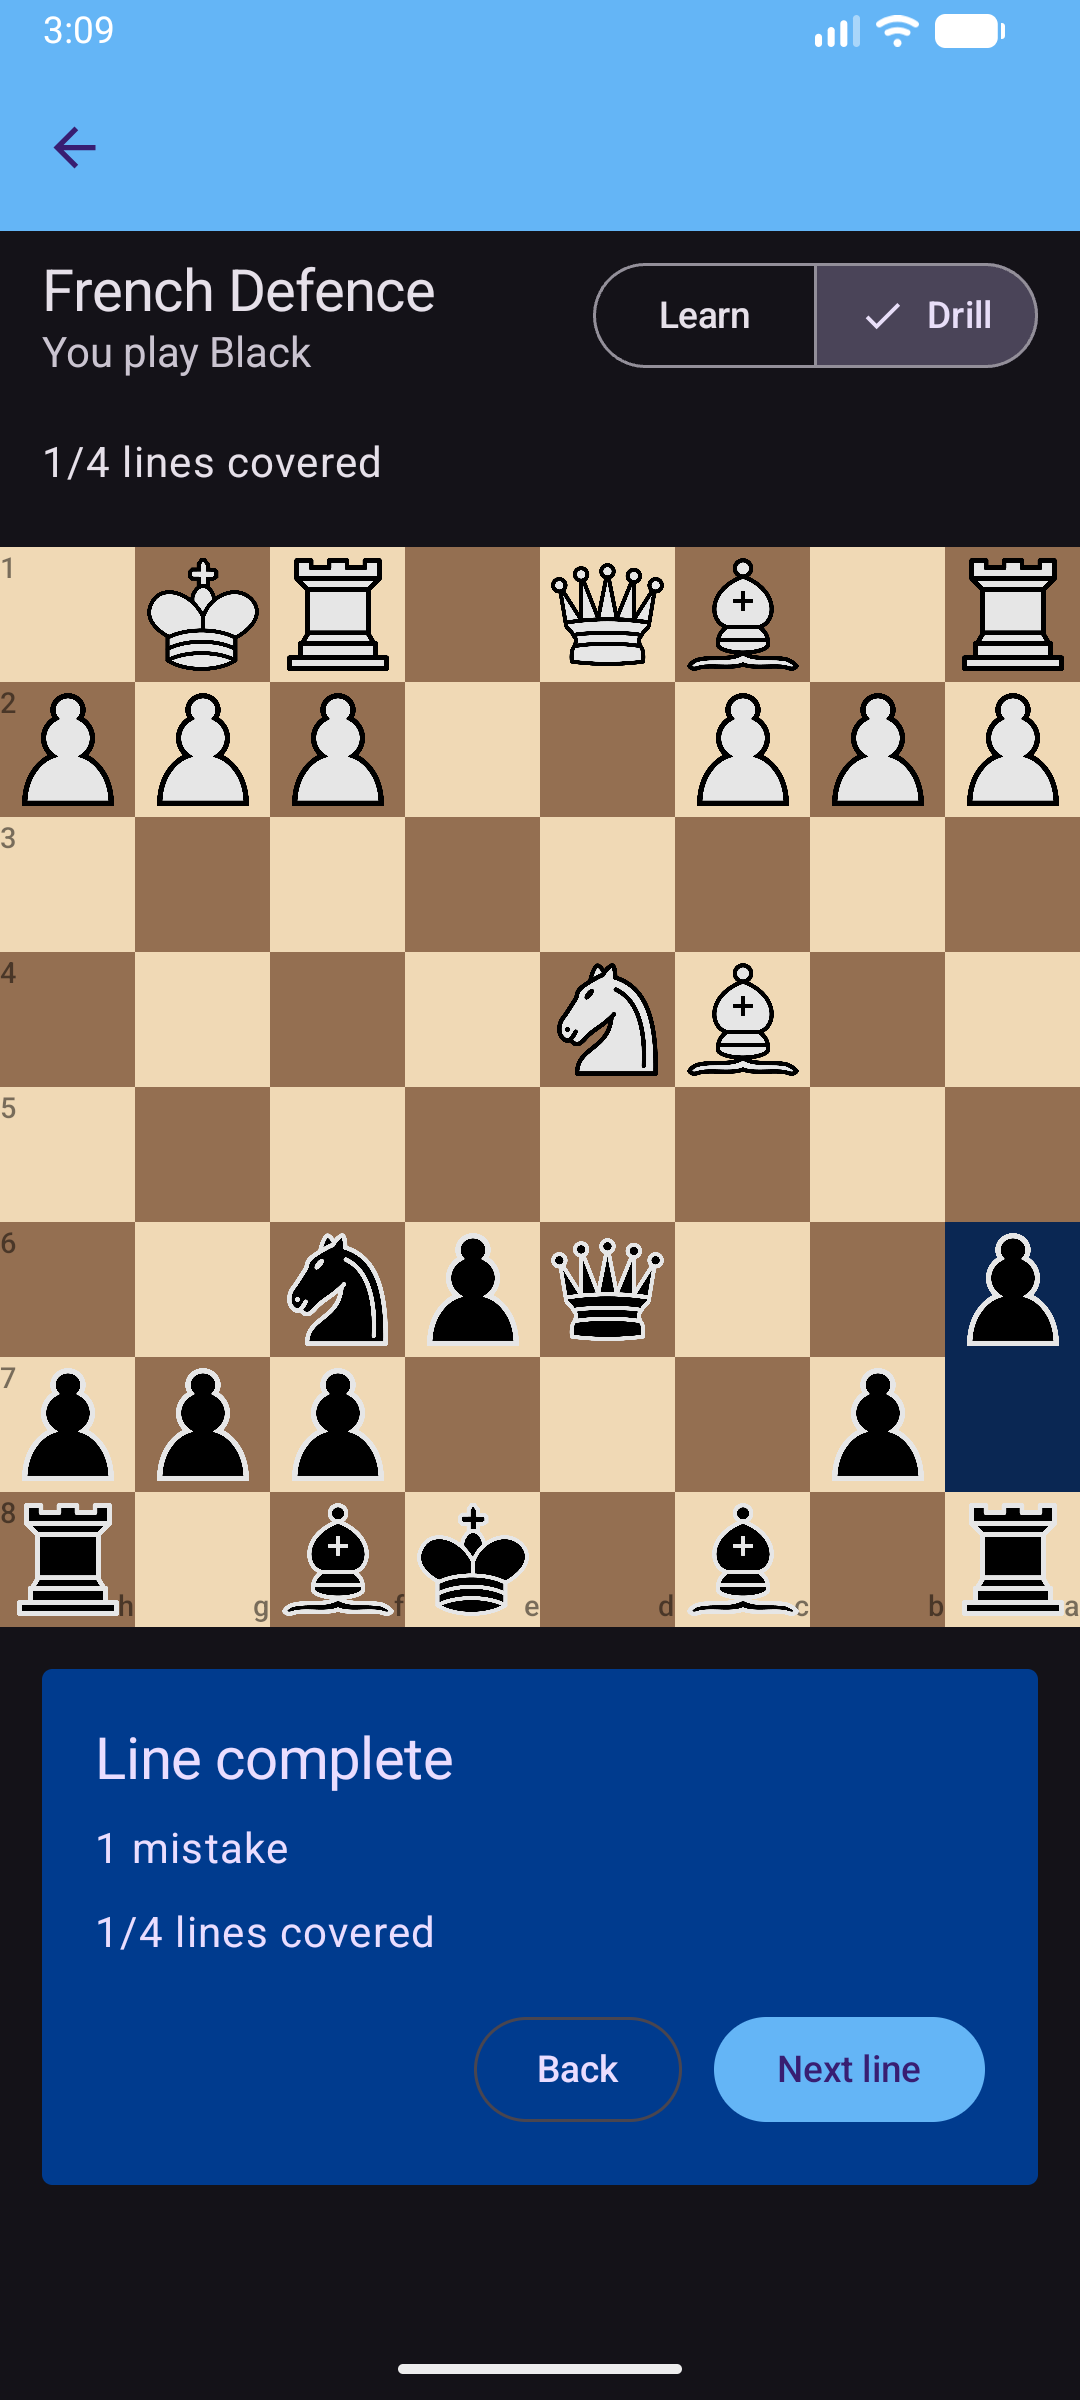 3:09
French Defence
You play Black
Learn
Drill
1/4 lines covered
1
2
3
4
5
6
7
8
h g f e d c b a
Line complete
1 mistake
1/4 lines covered
Back
Next line